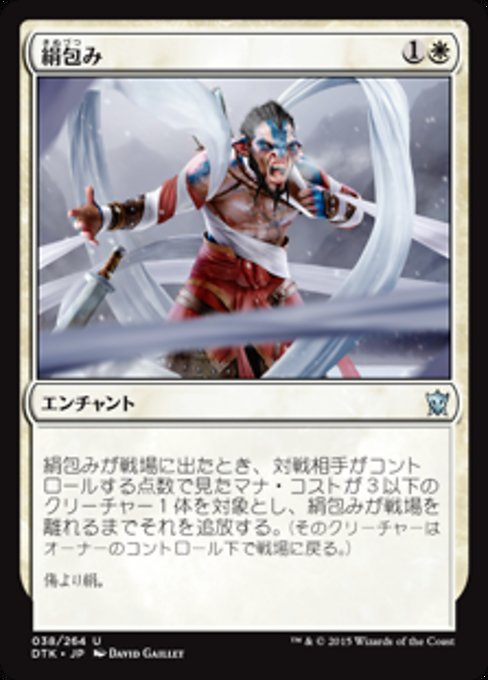 きぬづつ
絹包み 1
エンチャント
絹包みが戦場に出たとき、対戦相手がコント
ロールする点数で見たマナ・コストが３以下の
クリーチャー１体を対象とし、絹包みが戦場を
離れるまでそれを追放する。（そのクリーチャーは
オーナーのコントロール下で戦場に戻る。）
傷より絹。
038/264 U
DTK • JP DAVID GAILLET
™ & © 2015 Wizards of the Coast